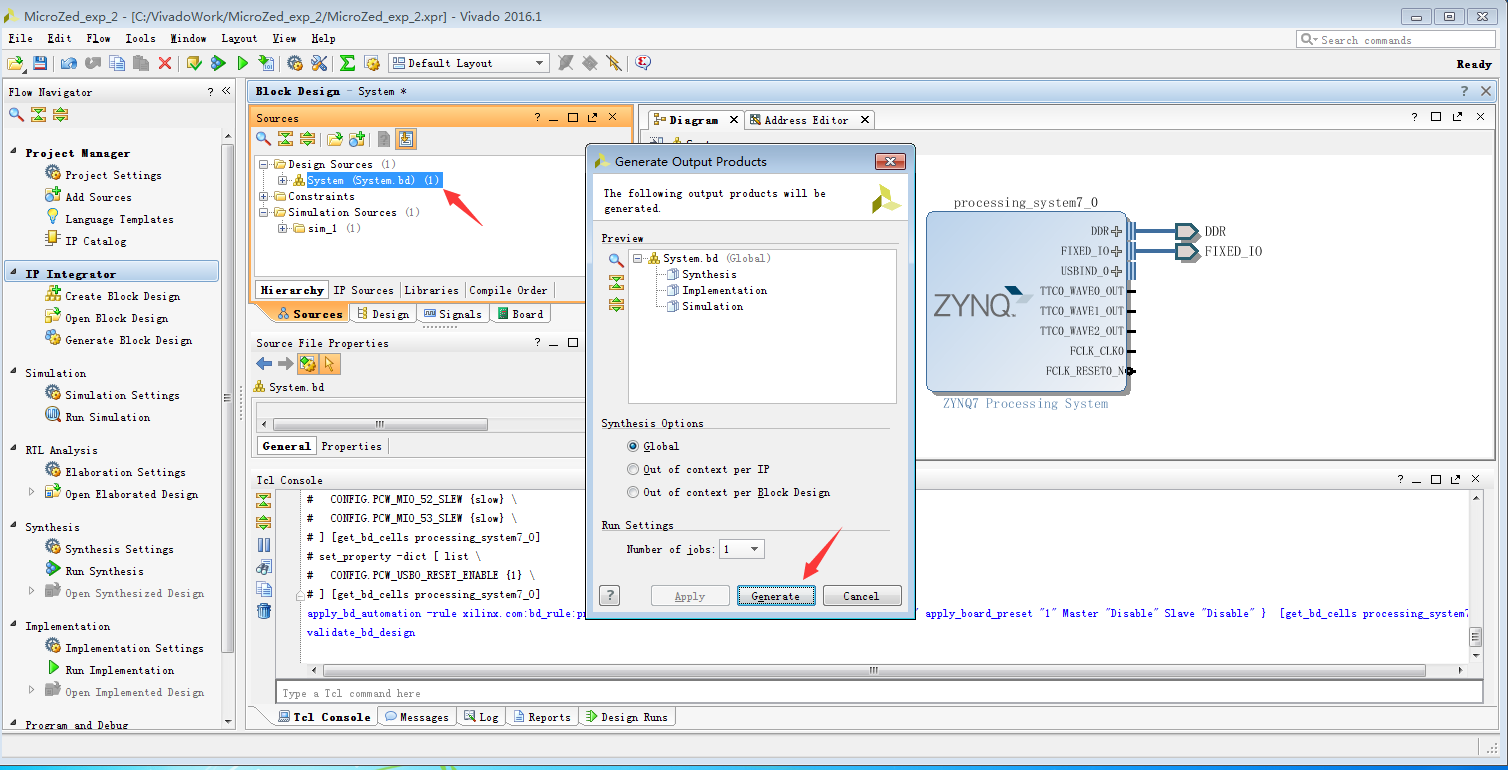 MicroZed_exp_2 - [C:/VivadoWork/MicroZed_exp_2/MicroZed_exp_2.xpr] - Vivado 2016.1
File Edit Flow Tools Window Layout View Help
Search commands
Default Layout
Ready
Flow Navigator
Project Manager
Project Settings
Add Sources
Language Templates
IP Catalog
IP Integrator
Create Block Design
Open Block Design
Generate Block Design
Simulation
Simulation Settings
Run Simulation
RTL Analysis
Elaboration Settings
Open Elaborated Design
Synthesis
Synthesis Settings
Run Synthesis
Open Synthesized Design
Implementation
Implementation Settings
Run Implementation
Open Implemented Design
Program and Debug
Block Design - System *
Sources
Design Sources (1)
System (System.bd) (1)
Constraints
Simulation Sources (1)
sim_1 (1)
Hierarchy IP Sources Libraries Compile Order
Sources Design Signals Board
Source File Properties
System.bd
General Properties
Diagram Address Editor
processing_system7_0
DDR
FIXED_IO
USBIND_0
TTC0_WAVE0_OUT
TTC0_WAVE1_OUT
TTC0_WAVE2_OUT
FCLK_CLK0
FCLK_RESET0_N
ZYNQ
DDR
FIXED_IO
ZYNQ7 Processing System
Generate Output Products
The following output products will be
generated.
Preview
System.bd (Global)
Synthesis
Implementation
Simulation
Synthesis Options
Global
Out of context per IP
Out of context per Block Design
Run Settings
Number of jobs: 1
? Apply Generate Cancel
Tcl Console
# CONFIG.PCW_MIO_52_SLEW {slow} \
# CONFIG.PCW_MIO_53_SLEW {slow} \
# ] [get_bd_cells processing_system7_0]
# set_property -dict [ list \
# CONFIG.PCW_USB0_RESET_ENABLE {1} \
# ] [get_bd_cells processing_system7_0]
apply_bd_automation -rule xilinx.com:bd_rule:p apply_board_preset "1" Master "Disable" Slave "Disable" } [get_bd_cells processing_system7
validate_bd_design
Type a Tcl command here
Tcl Console Messages Log Reports Design Runs